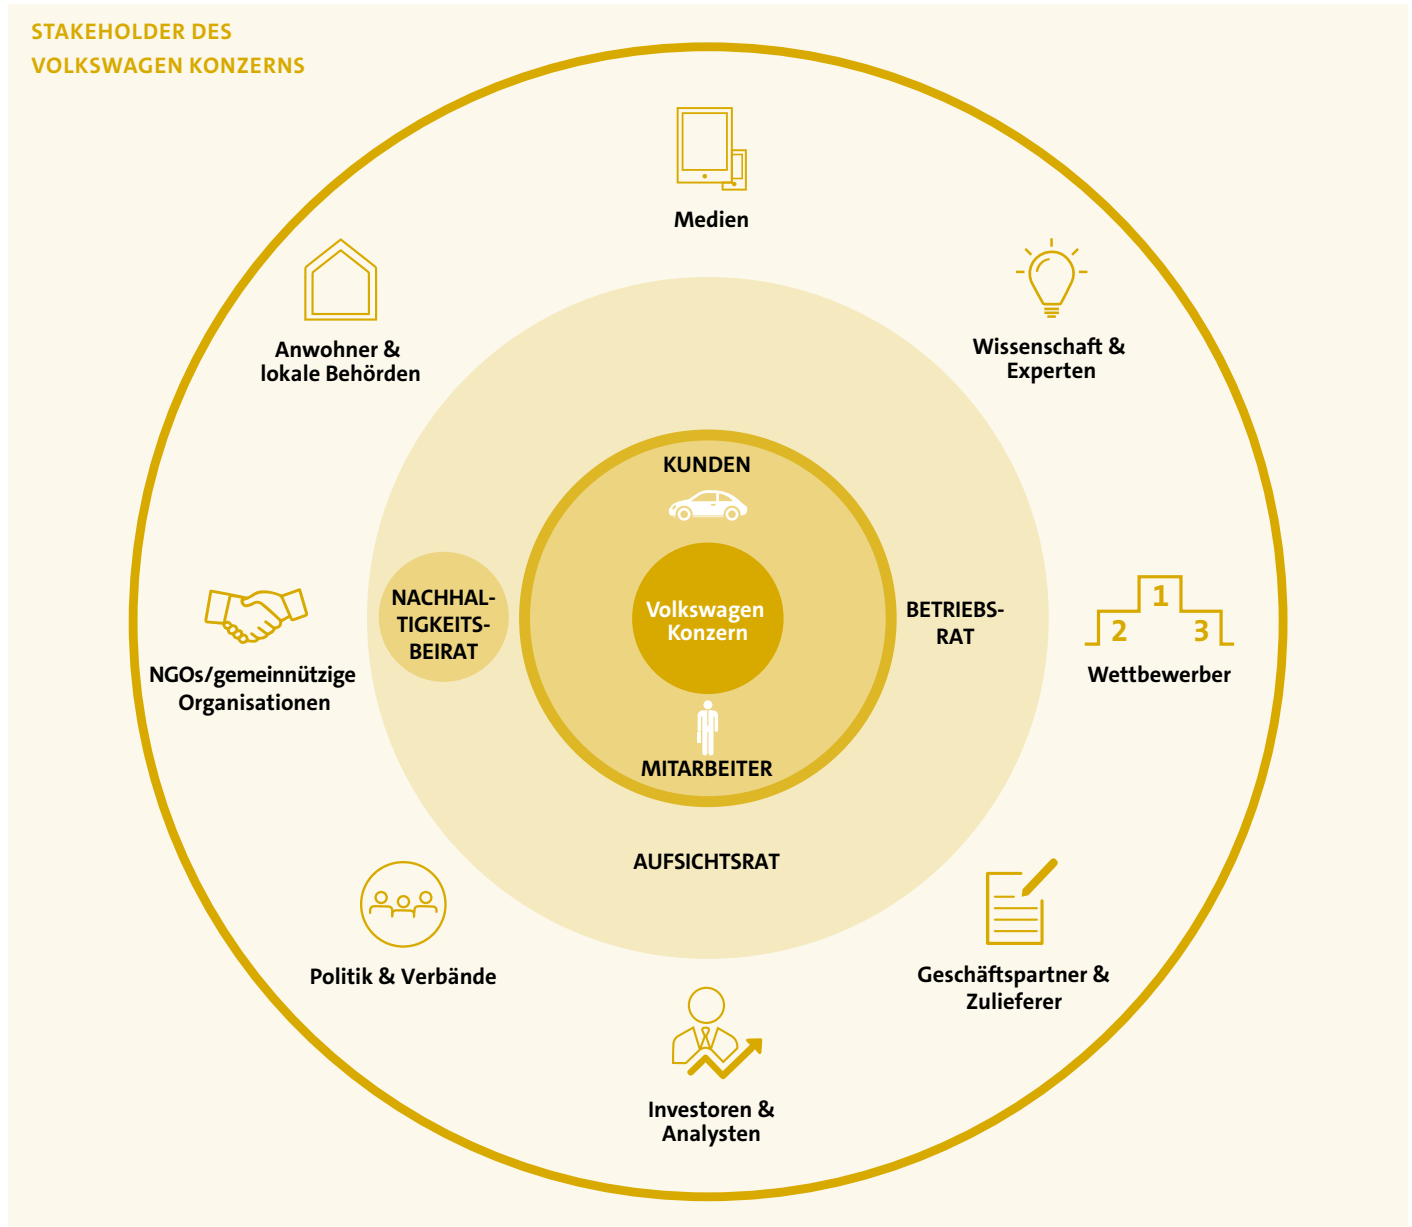 STAKEHOLDER DES
VOLKSWAGEN KONZERNS
Medien
Wissenschaft &
Experten
Anwohner &
lokale Behörden
KUNDEN
Volkswagen
Konzern
MITARBEITER
NACHHAL-
TIGKEITS-
BEIRAT
BETRIEBS-
RAT
AUFSICHTSRAT
NGOs/gemeinnützige
Organisationen
1
2
3
Wettbewerber
Politik & Verbände
Geschäftspartner &
Zulieferer
Investoren &
Analysten